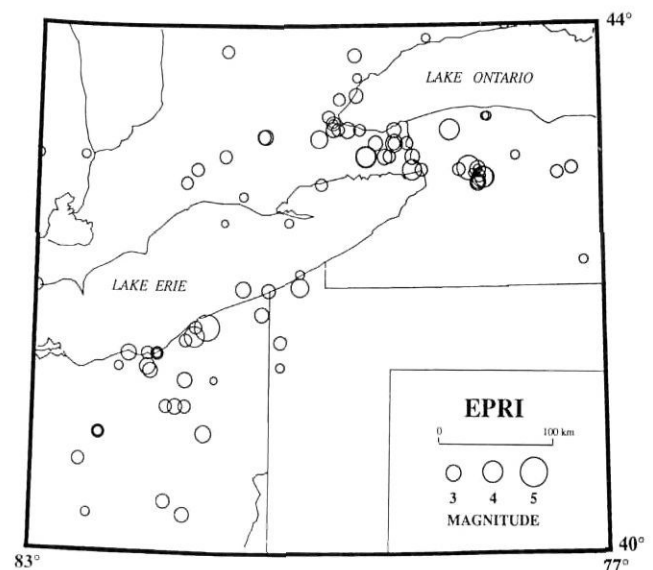 44°
LAKE ONTARIO
LAKE ERIE
EPRI
0 100 km
3 4 5
MAGNITUDE
40°
83° 77°